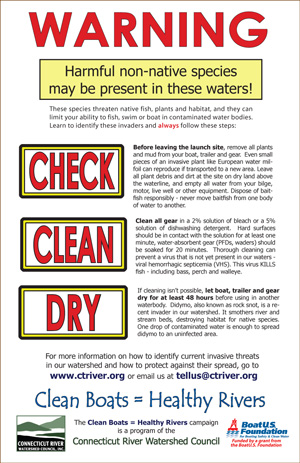 WARNING
Harmful non-native species
may be present in these waters!
These species threaten native fish, plants and habitat, and they can
limit your ability to fish, swim or boat in contaminated water bodies.
Learn to identify these invaders and always follow these steps:
CHECK
Before leaving the launch site, remove all plants
and mud from your boat, trailer and gear. Even small
pieces of an invasive plant like European water mil-
foil can reproduce if transported to a new area. Leave
all plant debris and dirt at the site on dry land above
the waterline, and empty all water from your bilge,
motor, live well or other equipment. Dispose of bait-
fish responsibly - never move baitfish from one body
of water to another.
CLEAN
Clean all gear in a 2% solution of bleach or a 5%
solution of dishwashing detergent. Hard surfaces
should be in contact with the solution for at least one
minute, water-absorbent gear (PFDs, waders) should
be soaked for 20 minutes. Thorough cleaning can
prevent a virus that is not yet present in our waters -
viral hemorrhagic septicemia (VHS). This virus KILLS
fish - including bass, perch and walleye.
DRY
If cleaning isn't possible, let boat, trailer and gear
dry for at least 48 hours before using in another
waterbody. Didymo, also known as rock snot, is a re-
cent invader in our watershed. It smothers river and
stream beds, destroying habitat for native species.
One drop of contaminated water is enough to spread
didymo to an uninfected area.
For more information on how to identify current invasive threats
in our watershed and how to protect against their spread, go to
www.ctriver.org or email us at tellus@ctriver.org
Clean Boats = Healthy Rivers
CONNECTICUT RIVER
WATERSHED COUNCIL, INC
The Clean Boats = Healthy Rivers campaign
is a program of the
Connecticut River Watershed Council
BoatU.S.
Foundation
For Boating Safety & Clean Water
Funded by a grant from
the BoatU.S. Foundation